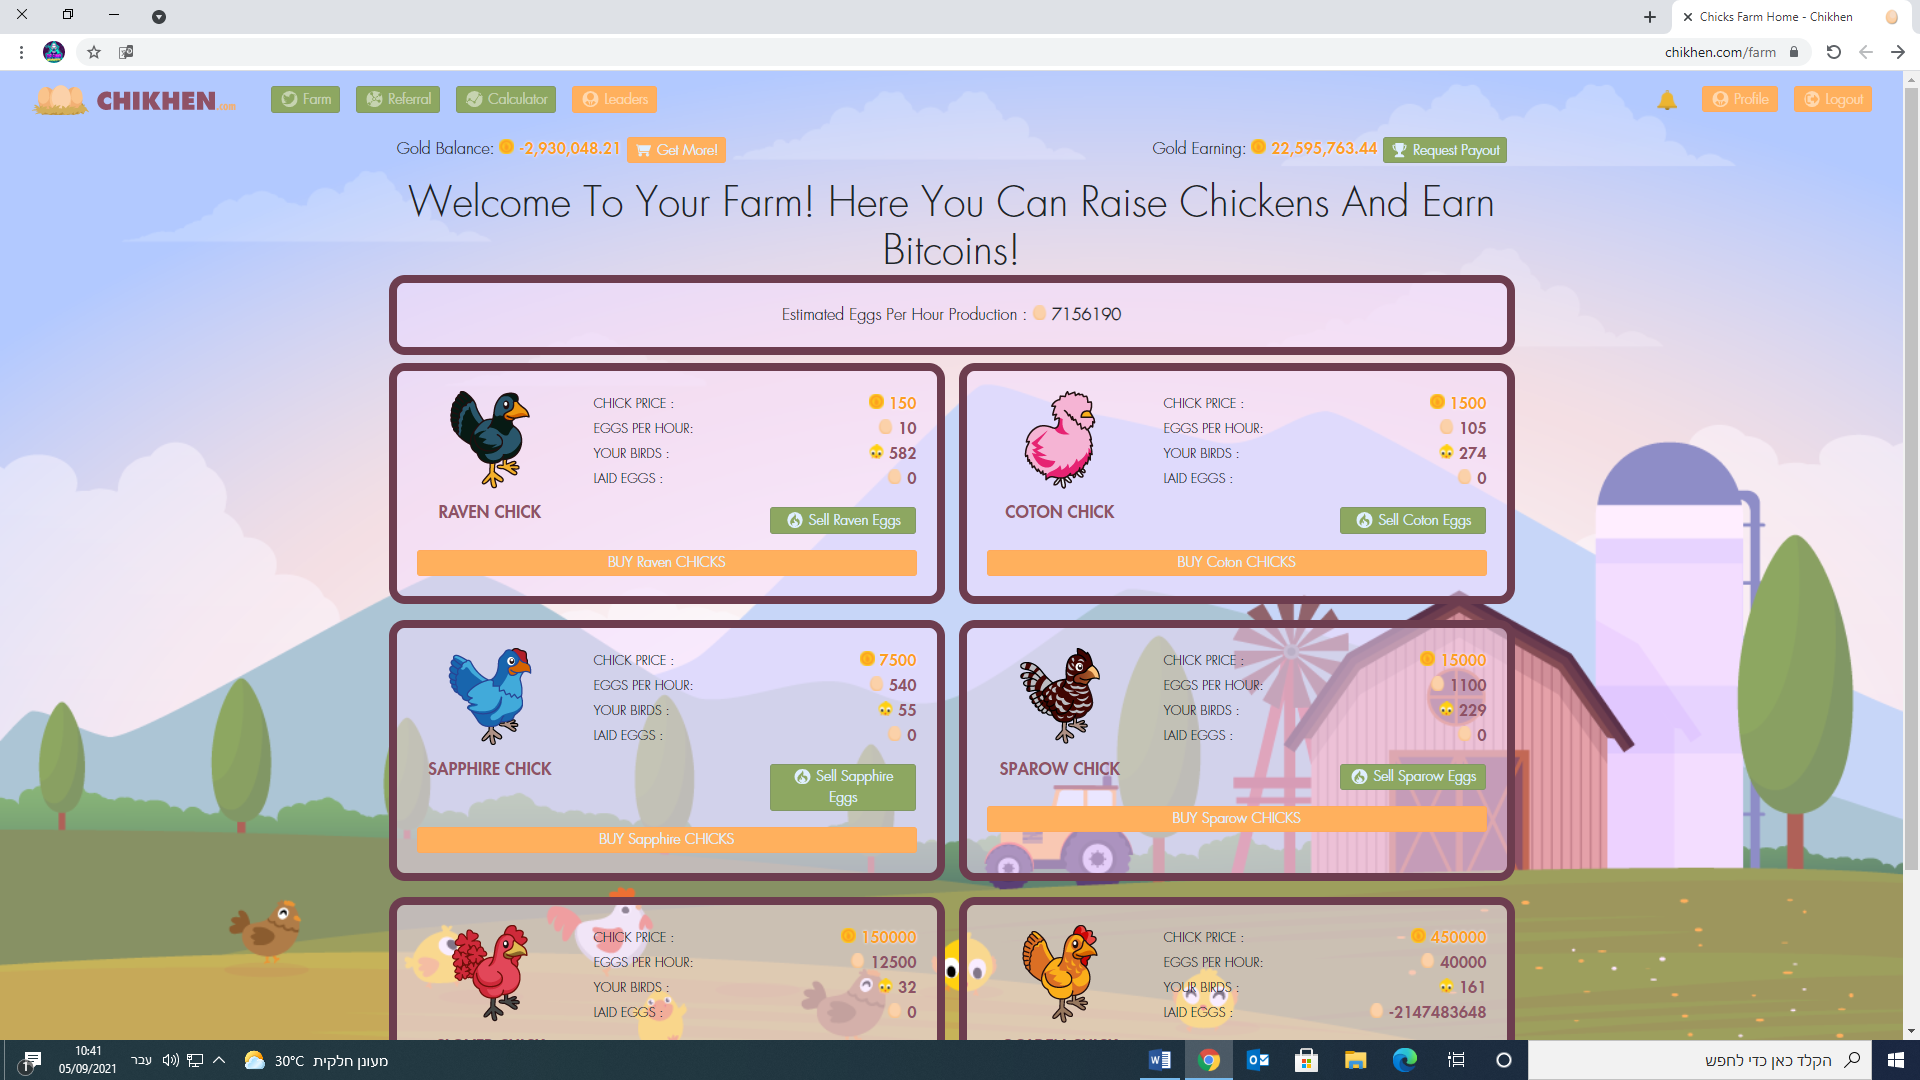 Chicks Farm Home - Chikhen
chikhen.com/farm
CHIKHEN.com
Farm
Referral
Calculator
Leaders
Profile
Logout
Gold Balance: -2,930,048.21 Get More!
Gold Earning: 22,595,763.44 Request Payout
Welcome To Your Farm! Here You Can Raise Chickens And Earn
Bitcoins!
Estimated Eggs Per Hour Production : 7156190
CHICK PRICE : 150
EGGS PER HOUR: 10
YOUR BIRDS : 582
LAID EGGS : 0
RAVEN CHICK
Sell Raven Eggs
BUY Raven CHICKS
CHICK PRICE : 1500
EGGS PER HOUR: 105
YOUR BIRDS : 274
LAID EGGS : 0
COTON CHICK
Sell Coton Eggs
BUY Coton CHICKS
CHICK PRICE : 7500
EGGS PER HOUR: 540
YOUR BIRDS : 55
LAID EGGS : 0
SAPPHIRE CHICK
Sell Sapphire
Eggs
BUY Sapphire CHICKS
CHICK PRICE : 15000
EGGS PER HOUR: 1100
YOUR BIRDS : 229
LAID EGGS : 0
SPAROW CHICK
Sell Sparow Eggs
BUY Sparow CHICKS
CHICK PRICE : 150000
EGGS PER HOUR: 12500
YOUR BIRDS : 32
LAID EGGS : 0
CHICK PRICE : 450000
EGGS PER HOUR: 40000
YOUR BIRDS : 161
LAID EGGS : -2147483648
1
10:41
05/09/2021
עבר
30°C מעונן חלקית
הקלד כאן כדי לחפש